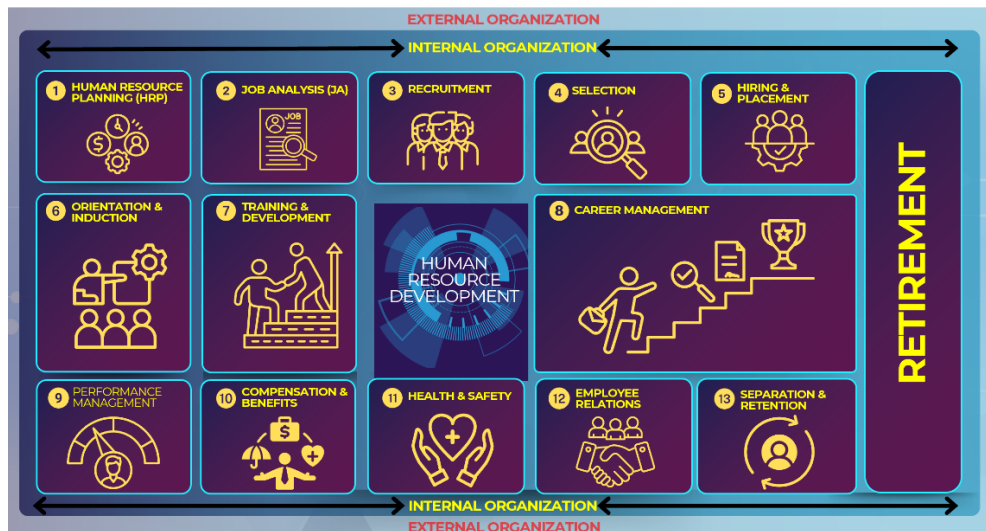 EXTERNAL ORGANIZATION
INTERNAL ORGANIZATION
1 HUMAN RESOURCE
PLANNING (HRP)
2 JOB ANALYSIS (JA)
JOB
3 RECRUITMENT
4 SELECTION
5 HIRING &
PLACEMENT
6 ORIENTATION &
INDUCTION
7 TRAINING &
DEVELOPMENT
HUMAN
RESOURCE
DEVELOPMENT
8 CAREER MANAGEMENT
RETIREMENT
9 PERFORMANCE
MANAGEMENT
10 COMPENSATION &
BENEFITS
$
11 HEALTH & SAFETY
12 EMPLOYEE
RELATIONS
13 SEPARATION &
RETENTION
INTERNAL ORGANIZATION
EXTERNAL ORGANIZATION